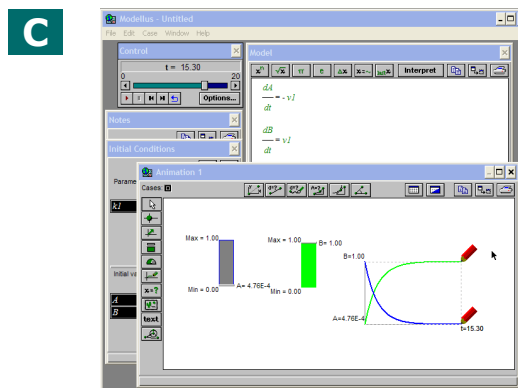 C
Modellus - Untitled
File Edit Case Window Help
Control
t = 15.30
0 20
Options...
Notes
Initial Conditions
Parame
k1
Initial va
A
B
Model
Interpret
dA
dt = - v1
dB
dt = v1
Animation 1
Cases:
text
Max = 1.00
Min = 0.00
A= 4.76E-4
Max = 1.00
B= 1.00
Min = 0.00
B=1.00
A=4.76E-4
t=15.30